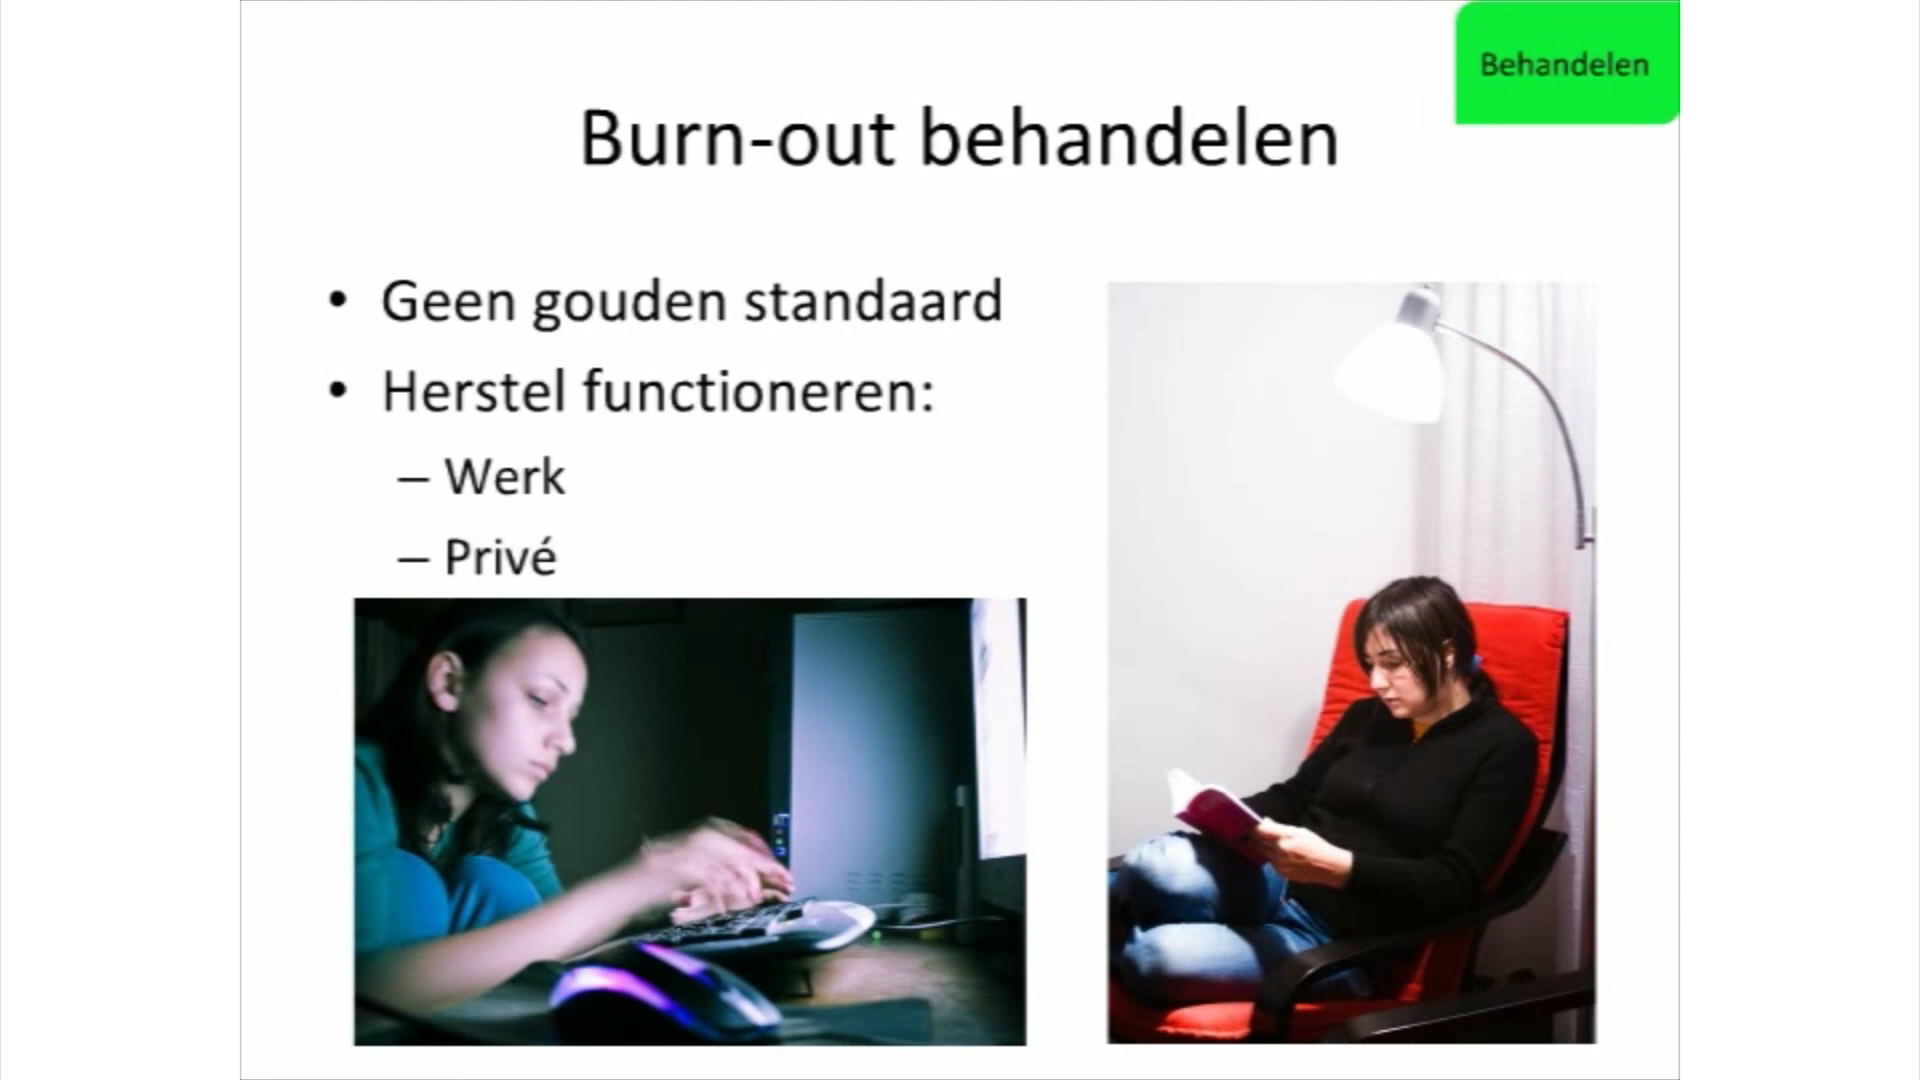 Behandelen
Burn-out behandelen
• Geen gouden standaard
• Herstel functioneren:
– Werk
– Privé